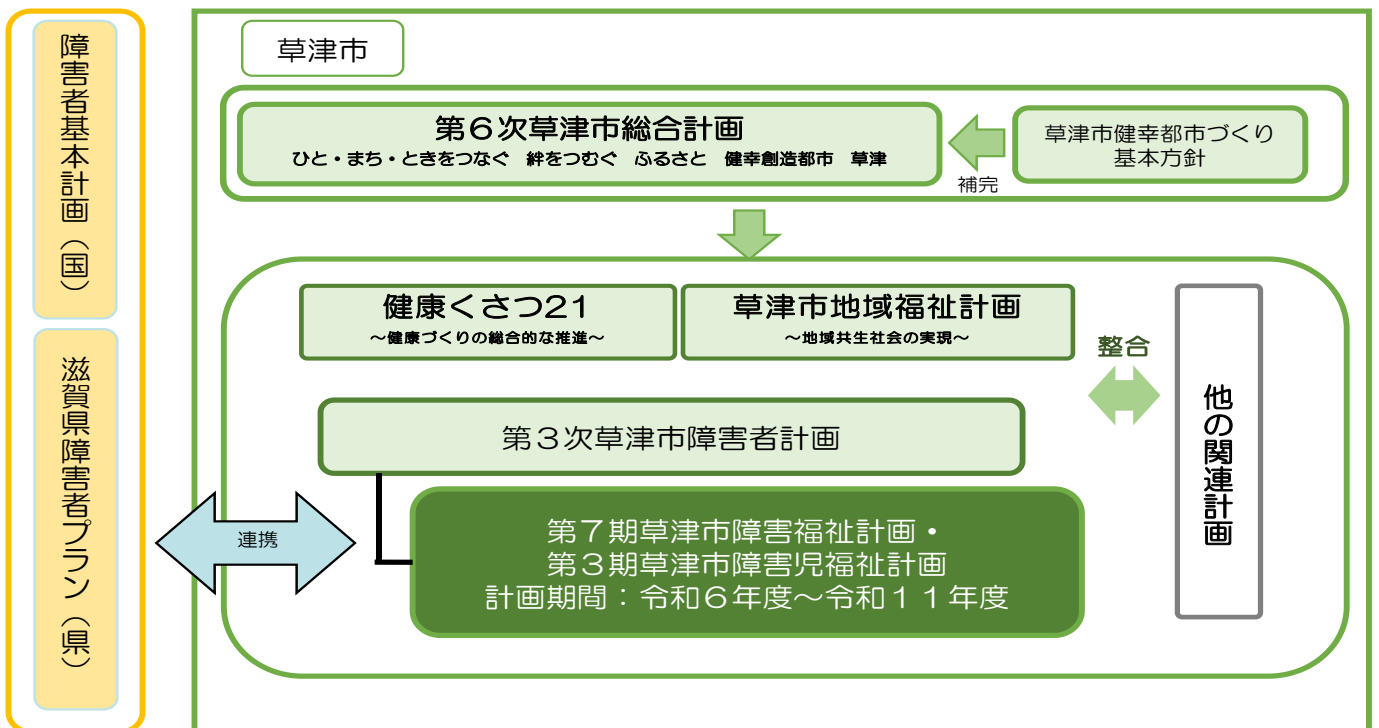 障害者基本計画（国）
滋賀県障害者プラン（県）
草津市
第６次草津市総合計画
ひと・まち・ときをつなぐ　絆をつむぐ　ふるさと　健幸創造都市　草津
草津市健幸都市づくり
基本方針
補完
健康くさつ21
～健康づくりの総合的な推進～
草津市地域福祉計画
～地域共生社会の実現～
整合
他の関連計画
第３次草津市障害者計画
連携
第７期草津市障害福祉計画・
第３期草津市障害児福祉計画
計画期間：令和６年度～令和１１年度